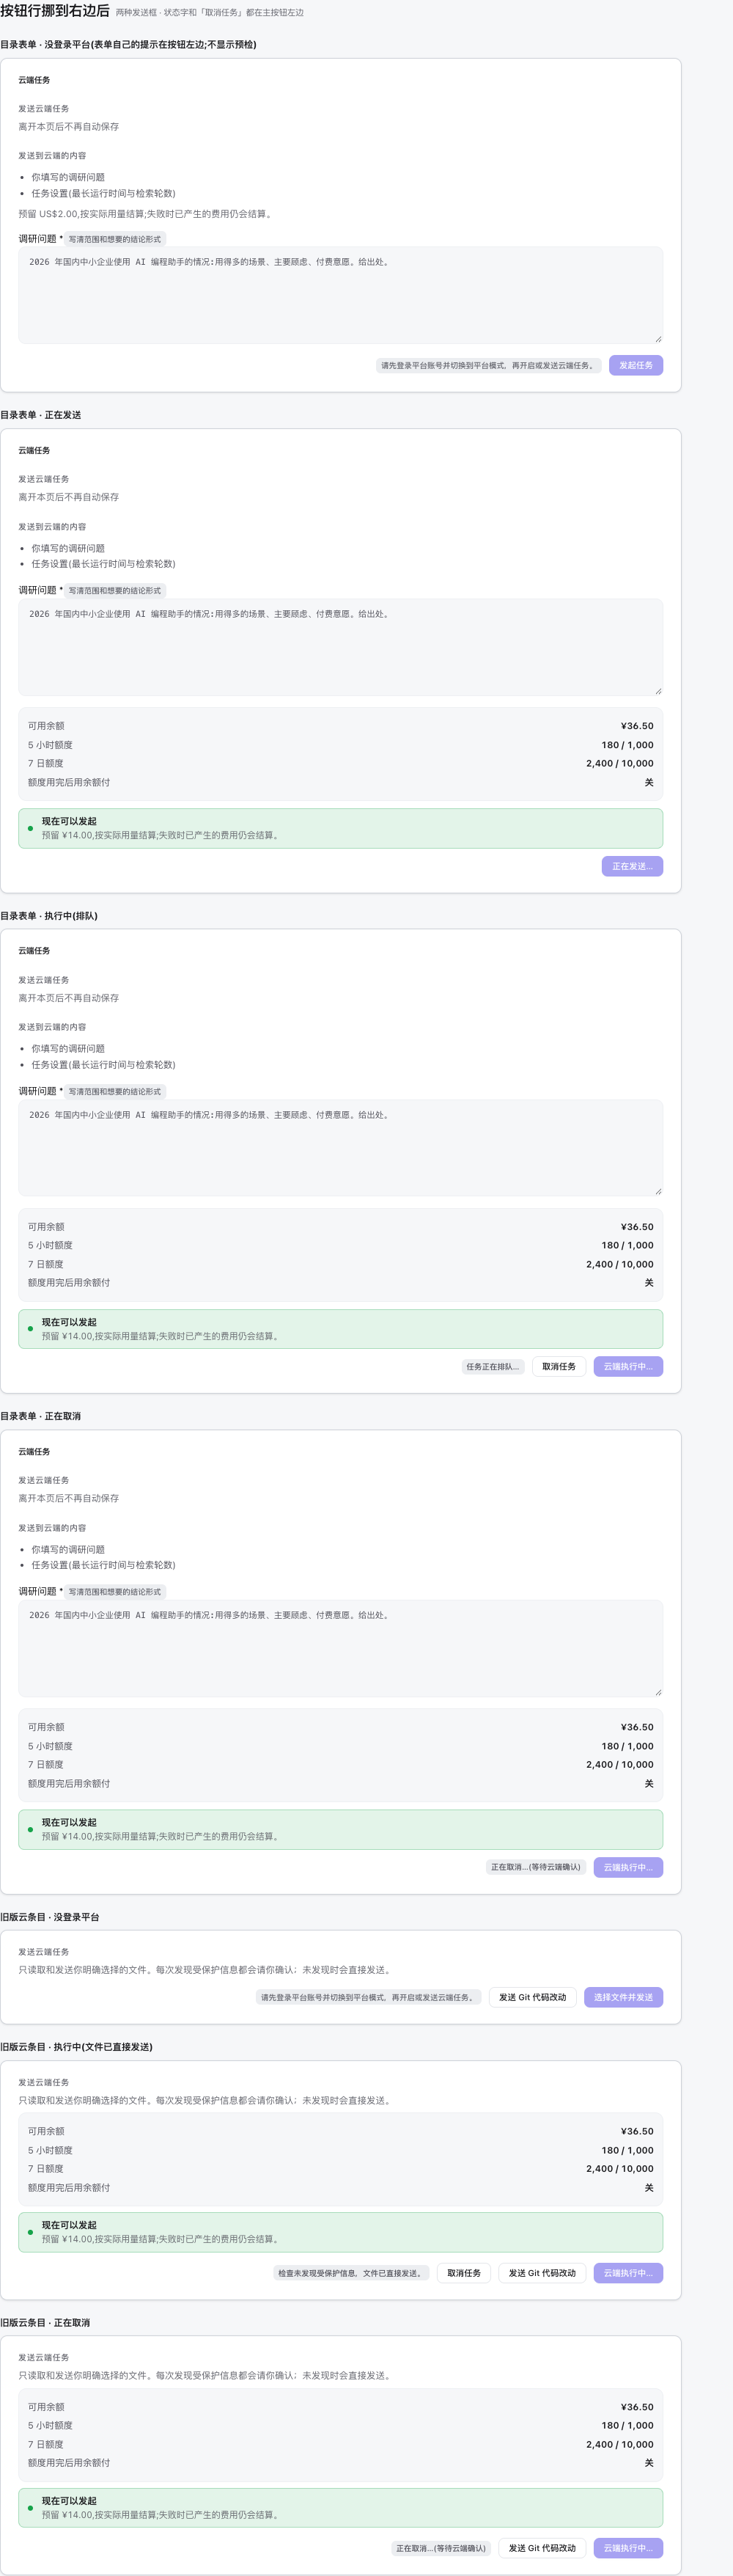 按钮行挪到右边后 两种发送框 · 状态字和「取消任务」都在主按钮左边
目录表单 · 没登录平台(表单自己的提示在按钮左边;不显示预检)
云端任务
发送云端任务
离开本页后不再自动保存
发送到云端的内容
• 你填写的调研问题
• 任务设置(最长运行时间与检索轮数)
预留 US$2.00,按实际用量结算;失败时已产生的费用仍会结算。
调研问题 * 写清范围和想要的结论形式
2026 年国内中小企业使用 AI 编程助手的情况:用得多的场景、主要顾虑、付费意愿。给出处。
请先登录平台账号并切换到平台模式，再开启或发送云端任务。 发起任务
目录表单 · 正在发送
云端任务
发送云端任务
离开本页后不再自动保存
发送到云端的内容
• 你填写的调研问题
• 任务设置(最长运行时间与检索轮数)
调研问题 * 写清范围和想要的结论形式
2026 年国内中小企业使用 AI 编程助手的情况:用得多的场景、主要顾虑、付费意愿。给出处。
可用余额 ¥36.50
5 小时额度 180 / 1,000
7 日额度 2,400 / 10,000
额度用完后用余额付 关
现在可以发起
预留 ¥14.00,按实际用量结算;失败时已产生的费用仍会结算。
正在发送…
目录表单 · 执行中(排队)
云端任务
发送云端任务
离开本页后不再自动保存
发送到云端的内容
• 你填写的调研问题
• 任务设置(最长运行时间与检索轮数)
调研问题 * 写清范围和想要的结论形式
2026 年国内中小企业使用 AI 编程助手的情况:用得多的场景、主要顾虑、付费意愿。给出处。
可用余额 ¥36.50
5 小时额度 180 / 1,000
7 日额度 2,400 / 10,000
额度用完后用余额付 关
现在可以发起
预留 ¥14.00,按实际用量结算;失败时已产生的费用仍会结算。
任务正在排队… 取消任务 云端执行中…
目录表单 · 正在取消
云端任务
发送云端任务
离开本页后不再自动保存
发送到云端的内容
• 你填写的调研问题
• 任务设置(最长运行时间与检索轮数)
调研问题 * 写清范围和想要的结论形式
2026 年国内中小企业使用 AI 编程助手的情况:用得多的场景、主要顾虑、付费意愿。给出处。
可用余额 ¥36.50
5 小时额度 180 / 1,000
7 日额度 2,400 / 10,000
额度用完后用余额付 关
现在可以发起
预留 ¥14.00,按实际用量结算;失败时已产生的费用仍会结算。
正在取消…(等待云端确认) 云端执行中…
旧版云条目 · 没登录平台
发送云端任务
只读取和发送你明确选择的文件。每次发现受保护信息都会请你确认；未发现时会直接发送。
请先登录平台账号并切换到平台模式，再开启或发送云端任务。 发送 Git 代码改动 选择文件并发送
旧版云条目 · 执行中(文件已直接发送)
发送云端任务
只读取和发送你明确选择的文件。每次发现受保护信息都会请你确认；未发现时会直接发送。
可用余额 ¥36.50
5 小时额度 180 / 1,000
7 日额度 2,400 / 10,000
额度用完后用余额付 关
现在可以发起
预留 ¥14.00,按实际用量结算;失败时已产生的费用仍会结算。
检查未发现受保护信息，文件已直接发送。 取消任务 发送 Git 代码改动 云端执行中…
旧版云条目 · 正在取消
发送云端任务
只读取和发送你明确选择的文件。每次发现受保护信息都会请你确认；未发现时会直接发送。
可用余额 ¥36.50
5 小时额度 180 / 1,000
7 日额度 2,400 / 10,000
额度用完后用余额付 关
现在可以发起
预留 ¥14.00,按实际用量结算;失败时已产生的费用仍会结算。
正在取消…(等待云端确认) 发送 Git 代码改动 云端执行中…